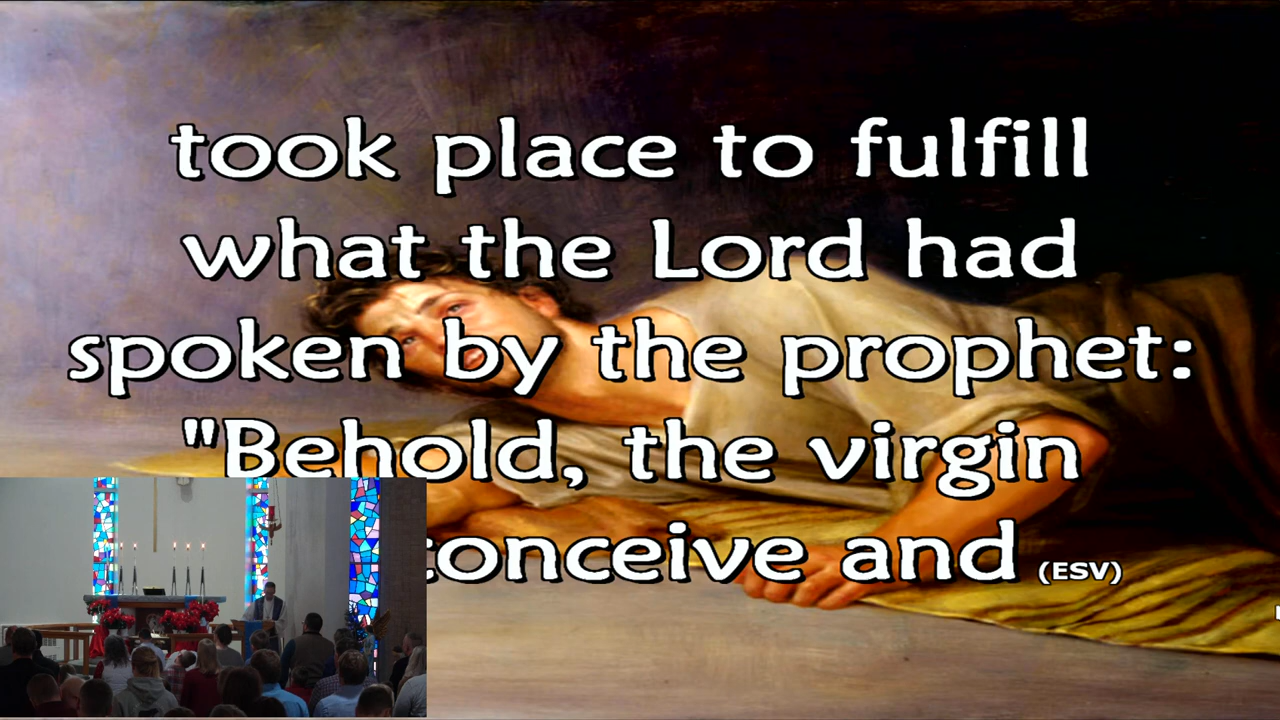 took place to fulfill
what the Lord had
spoken by the prophet:
"Behold, the virgin
conceive and (ESV)